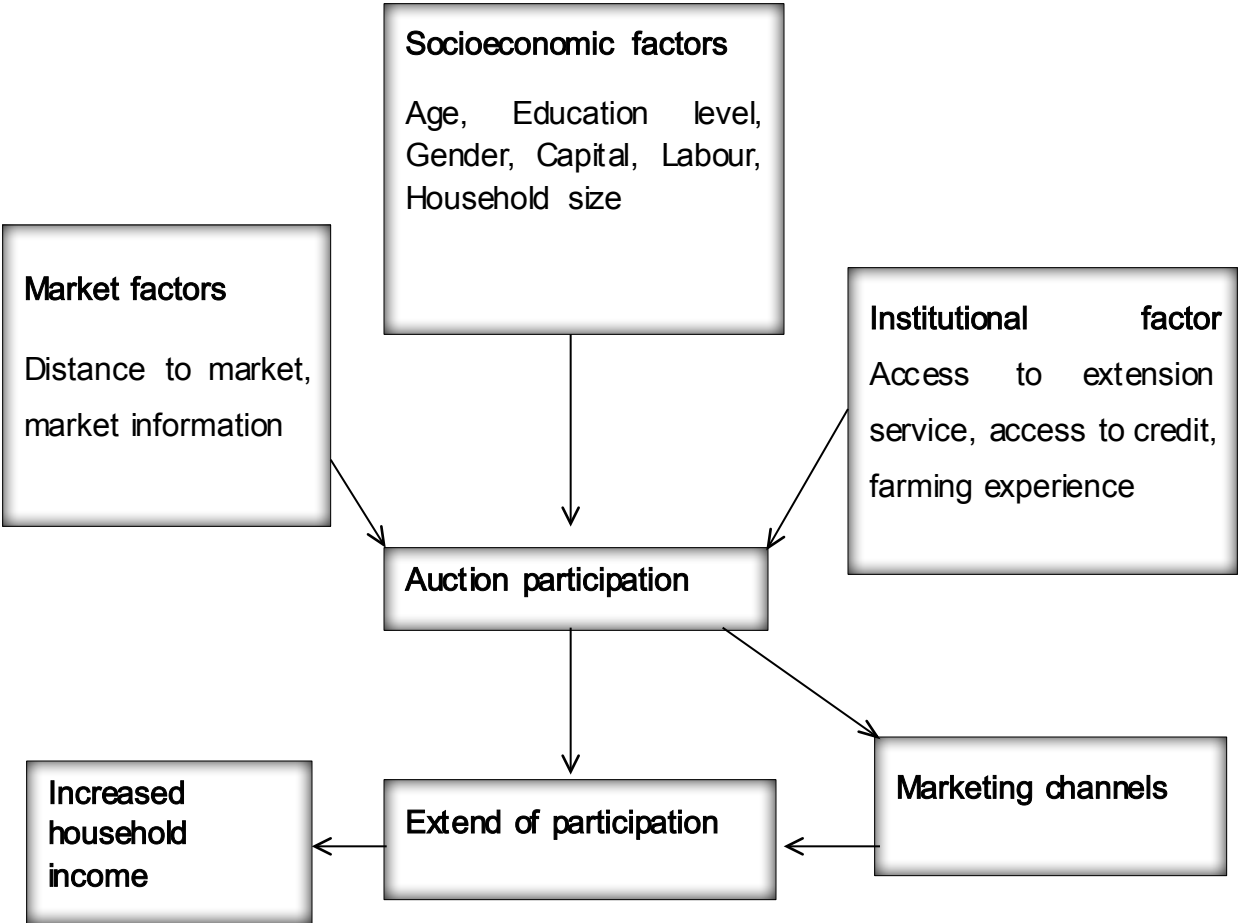 Socioeconomic factors
Age, Education level,
Gender, Capital, Labour,
Household size
Market factors
Distance to market,
market information
Institutional factor
Access to extension
service, access to credit,
farming experience
Auction participation
Marketing channels
Extend of participation
Increased
household
income